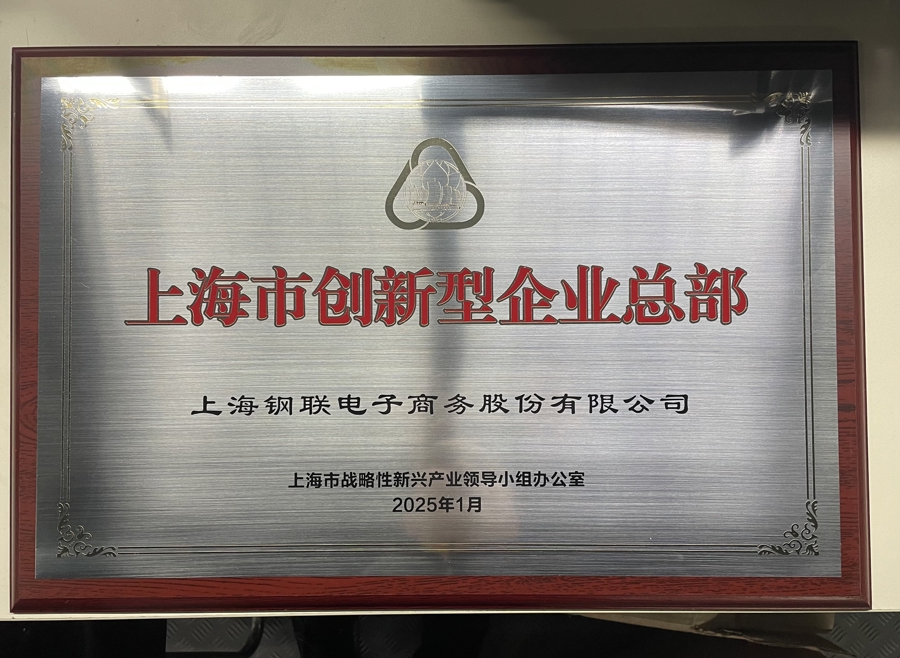 上海市创新型企业总部
上海钢联电子商务股份有限公司
上海市战略性新兴产业领导小组办公室
2025年1月